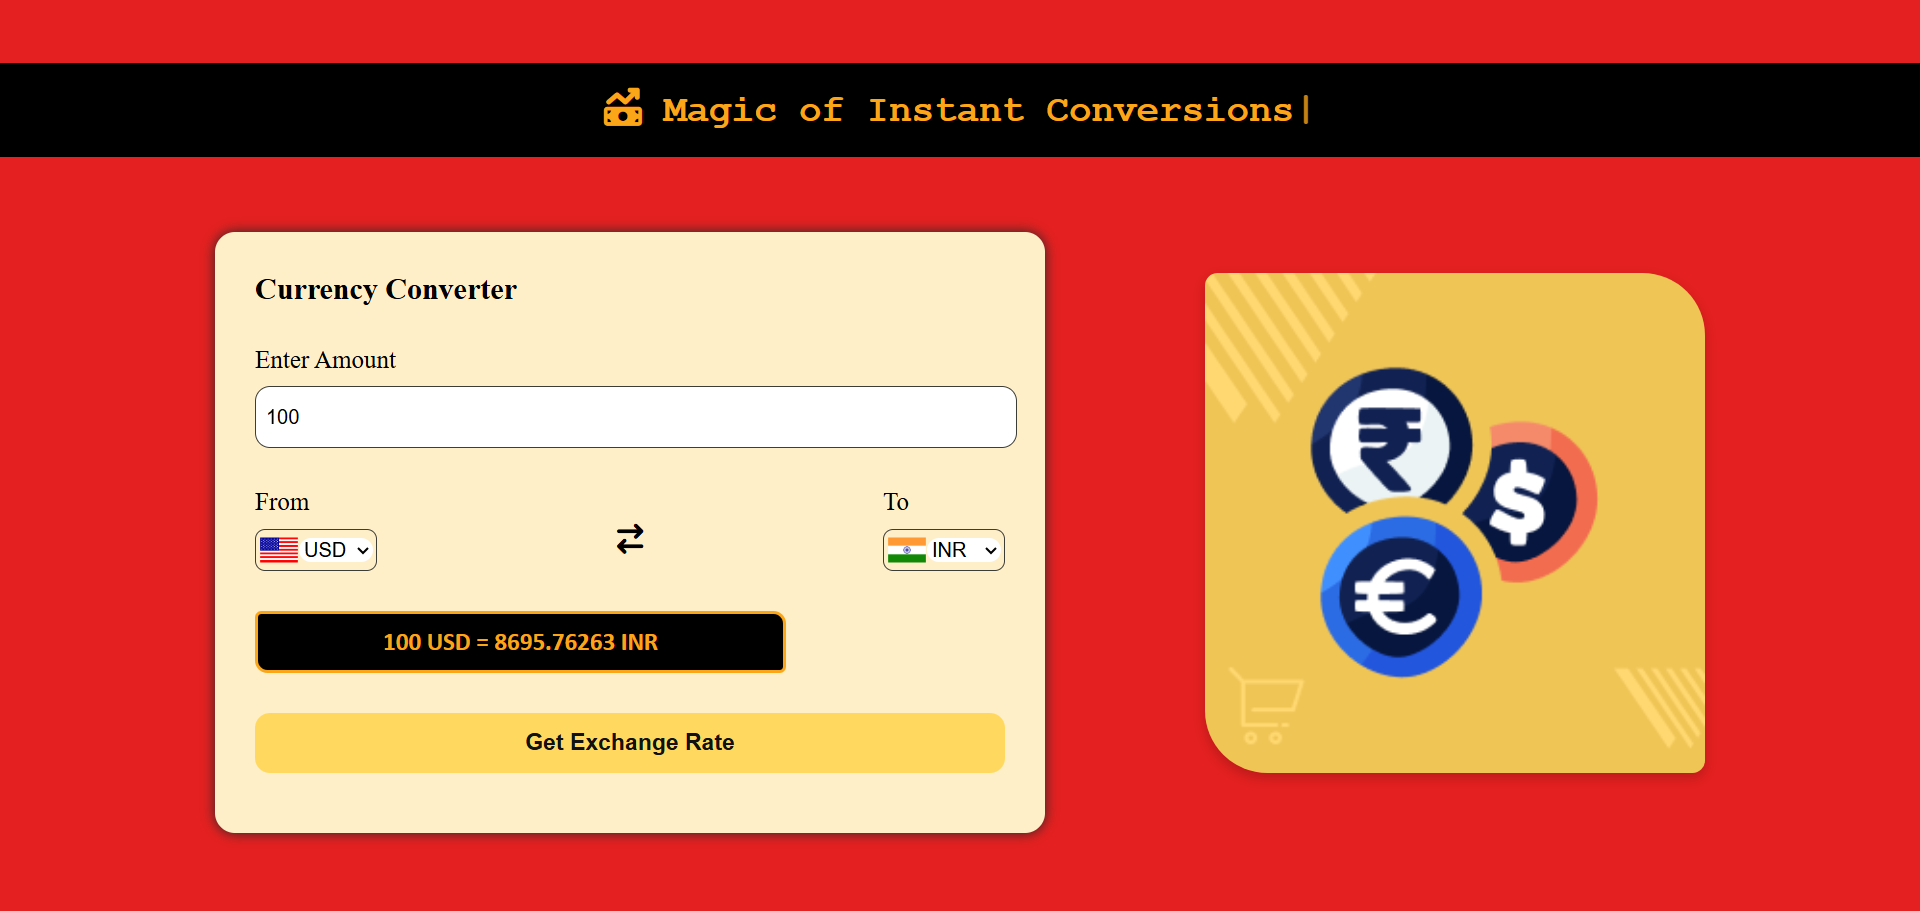 Magic of Instant Conversions|
Currency Converter
Enter Amount
100
From
To
USD
INR
100 USD = 8695.76263 INR
Get Exchange Rate
₹
$
€